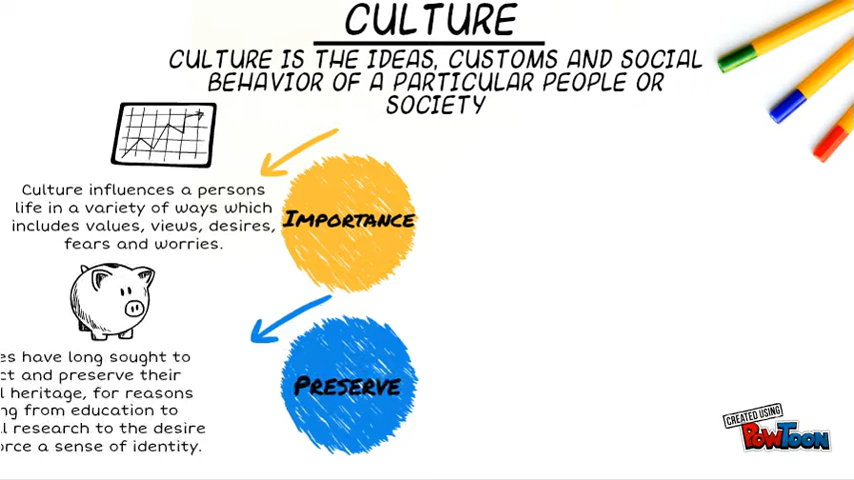 CULTURE
CULTURE IS THE IDEAS, CUSTOMS AND SOCIAL
BEHAVIOR OF A PARTICULAR PEOPLE OR
SOCIETY
Culture influences a persons
life in a variety of ways which
includes values, views, desires,
fears and worries.
IMPORTANCE
have long sought to
and preserve their
heritage, for reasons
from education to
research to the desire
a sense of identity.
PRESERVE
CREATED USING
POWTOON